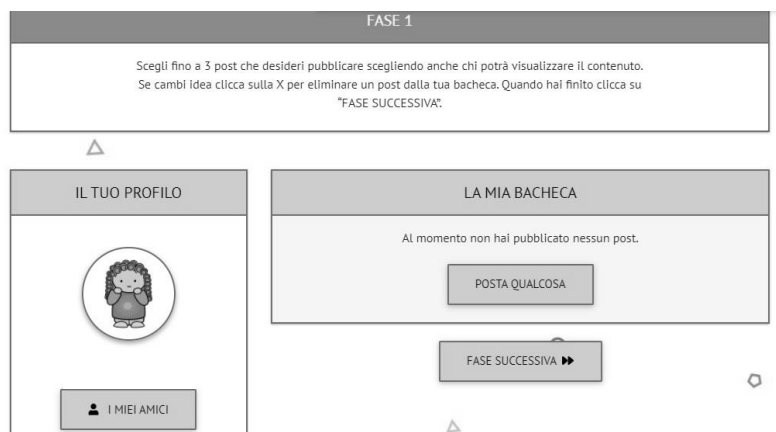 FASE 1
Scegli fino a 3 post che desideri pubblicare scegliendo anche chi potrà visualizzare il contenuto.
Se cambi idea clicca sulla X per eliminare un post dalla tua bacheca. Quando hai finito clicca su
"FASE SUCCESSIVA".
IL TUO PROFILO
I MIEI AMICI
LA MIA BACHECA
Al momento non hai pubblicato nessun post.
POSTA QUALCOSA
FASE SUCCESSIVA